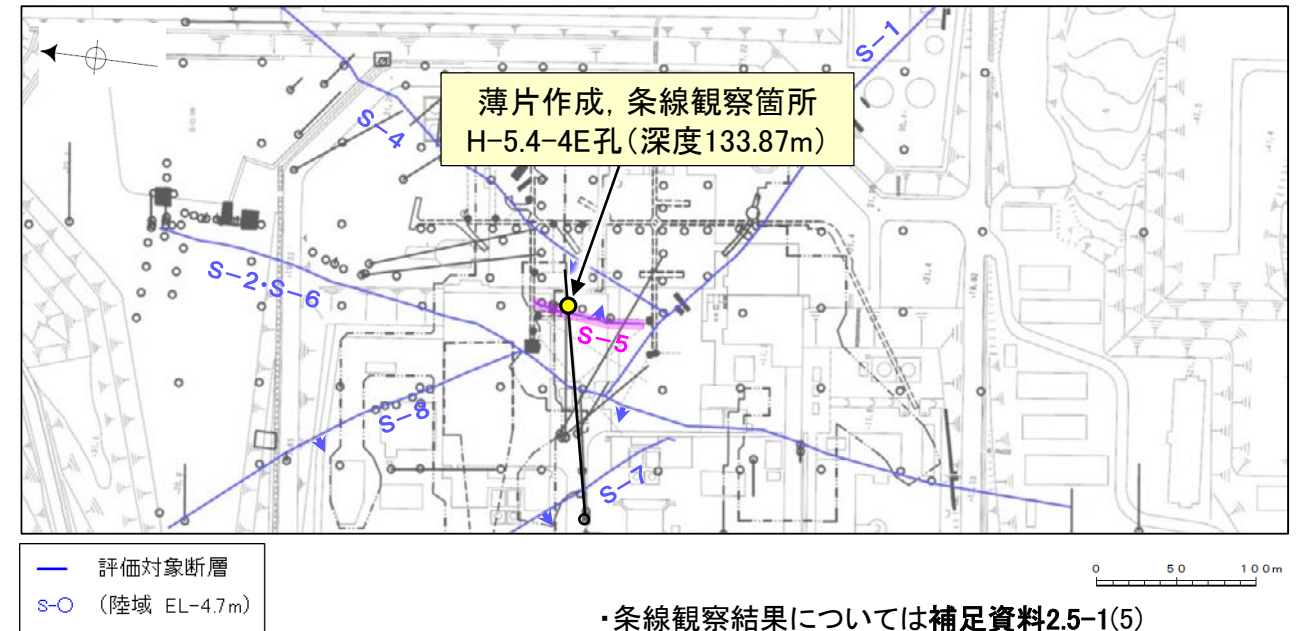 S-1
薄片作成，条線観察箇所
H-5.4-4E孔（深度133.87m）
S-4
S-2・S-6
S-5
S-8
S-7
評価対象断層
S-○ （陸域 EL-4.7m）
0 50 100m
・条線観察結果については補足資料2.5-1(5)